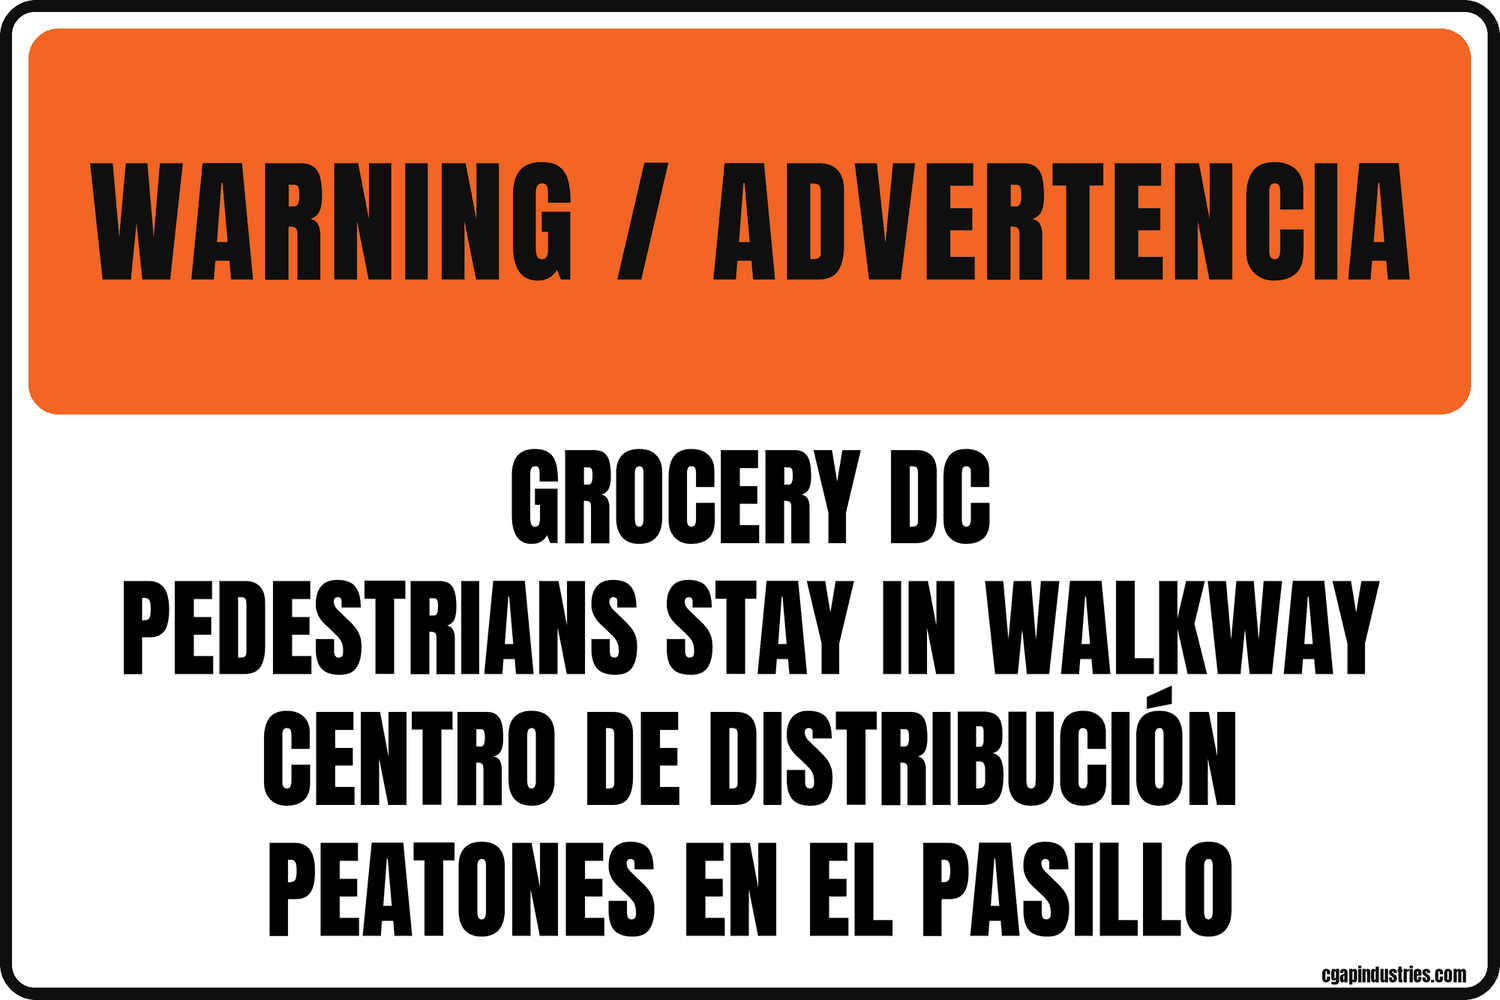 WARNING / ADVERTENCIA
GROCERY DC
PEDESTRIANS STAY IN WALKWAY
CENTRO DE DISTRIBUCIÓN
PEATONES EN EL PASILLO
cgapindustries.com